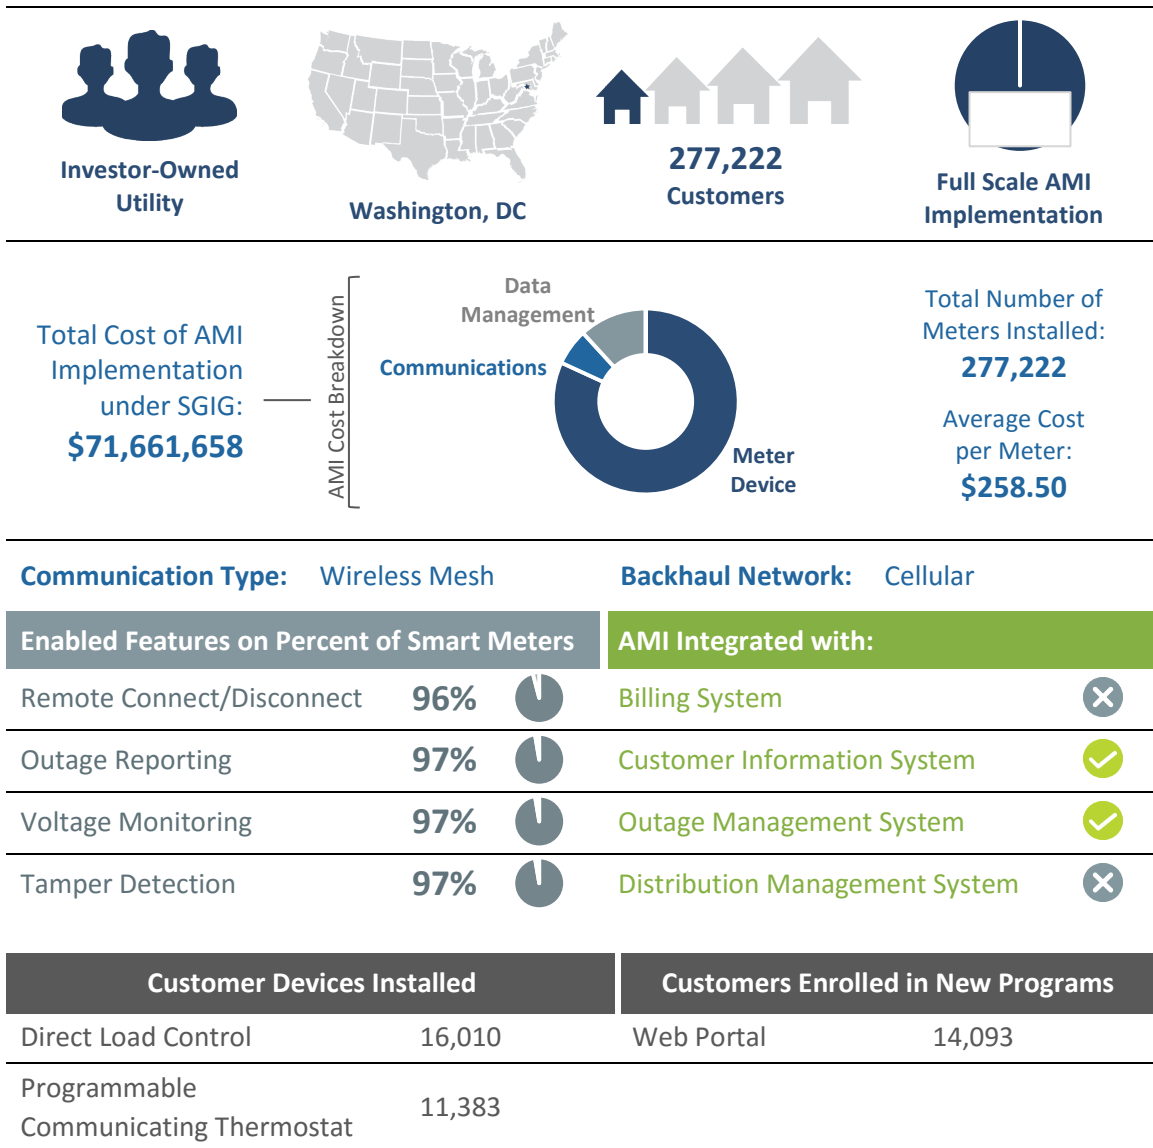 Investor-Owned
Utility
Washington, DC
277,222
Customers
Full Scale AMI
Implementation
Total Cost of AMI
Implementation
under SGIG:
$71,661,658
AMI Cost Breakdown
Data
Management
Communications
Meter
Device
Total Number of
Meters Installed:
277,222
Average Cost
per Meter:
$258.50
Communication Type: Wireless Mesh
Backhaul Network: Cellular
Enabled Features on Percent of Smart Meters
Remote Connect/Disconnect 96%
Outage Reporting 97%
Voltage Monitoring 97%
Tamper Detection 97%
AMI Integrated with:
Billing System
Customer Information System
Outage Management System
Distribution Management System
Customer Devices Installed
Direct Load Control 16,010
Programmable
Communicating Thermostat 11,383
Customers Enrolled in New Programs
Web Portal 14,093